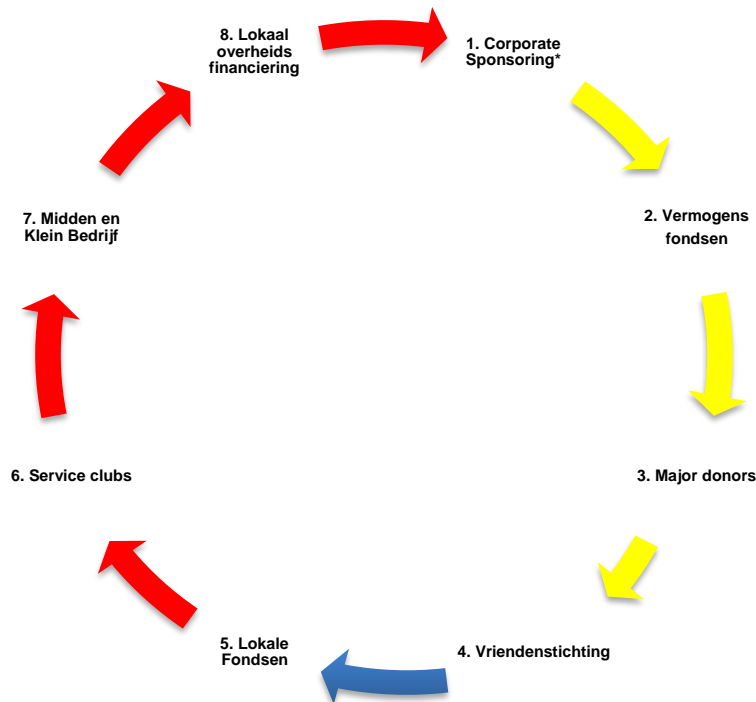 1. Corporate
Sponsoring*
2. Vermogens
fondsen
3. Major donors
4. Vriendenstichting
5. Lokale
Fondsen
6. Service clubs
7. Midden en
Klein Bedrijf
8. Lokaal
overheids
financiering